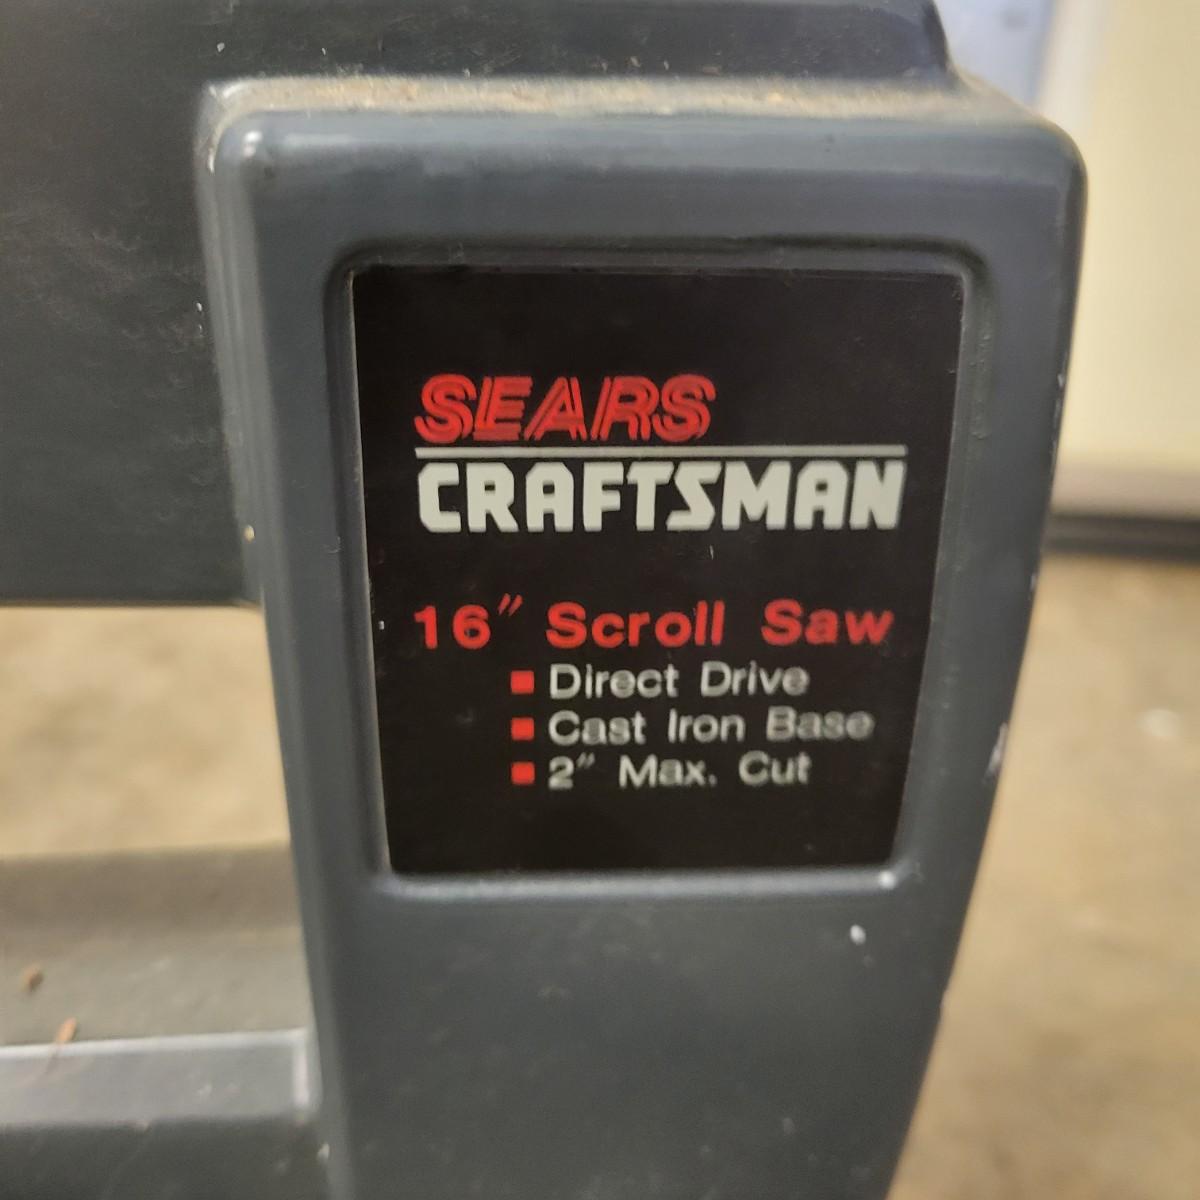 SEARS
CRAFTSMAN
16" Scroll Saw
■ Direct Drive
■ Cast Iron Base
■ 2" Max. Cut